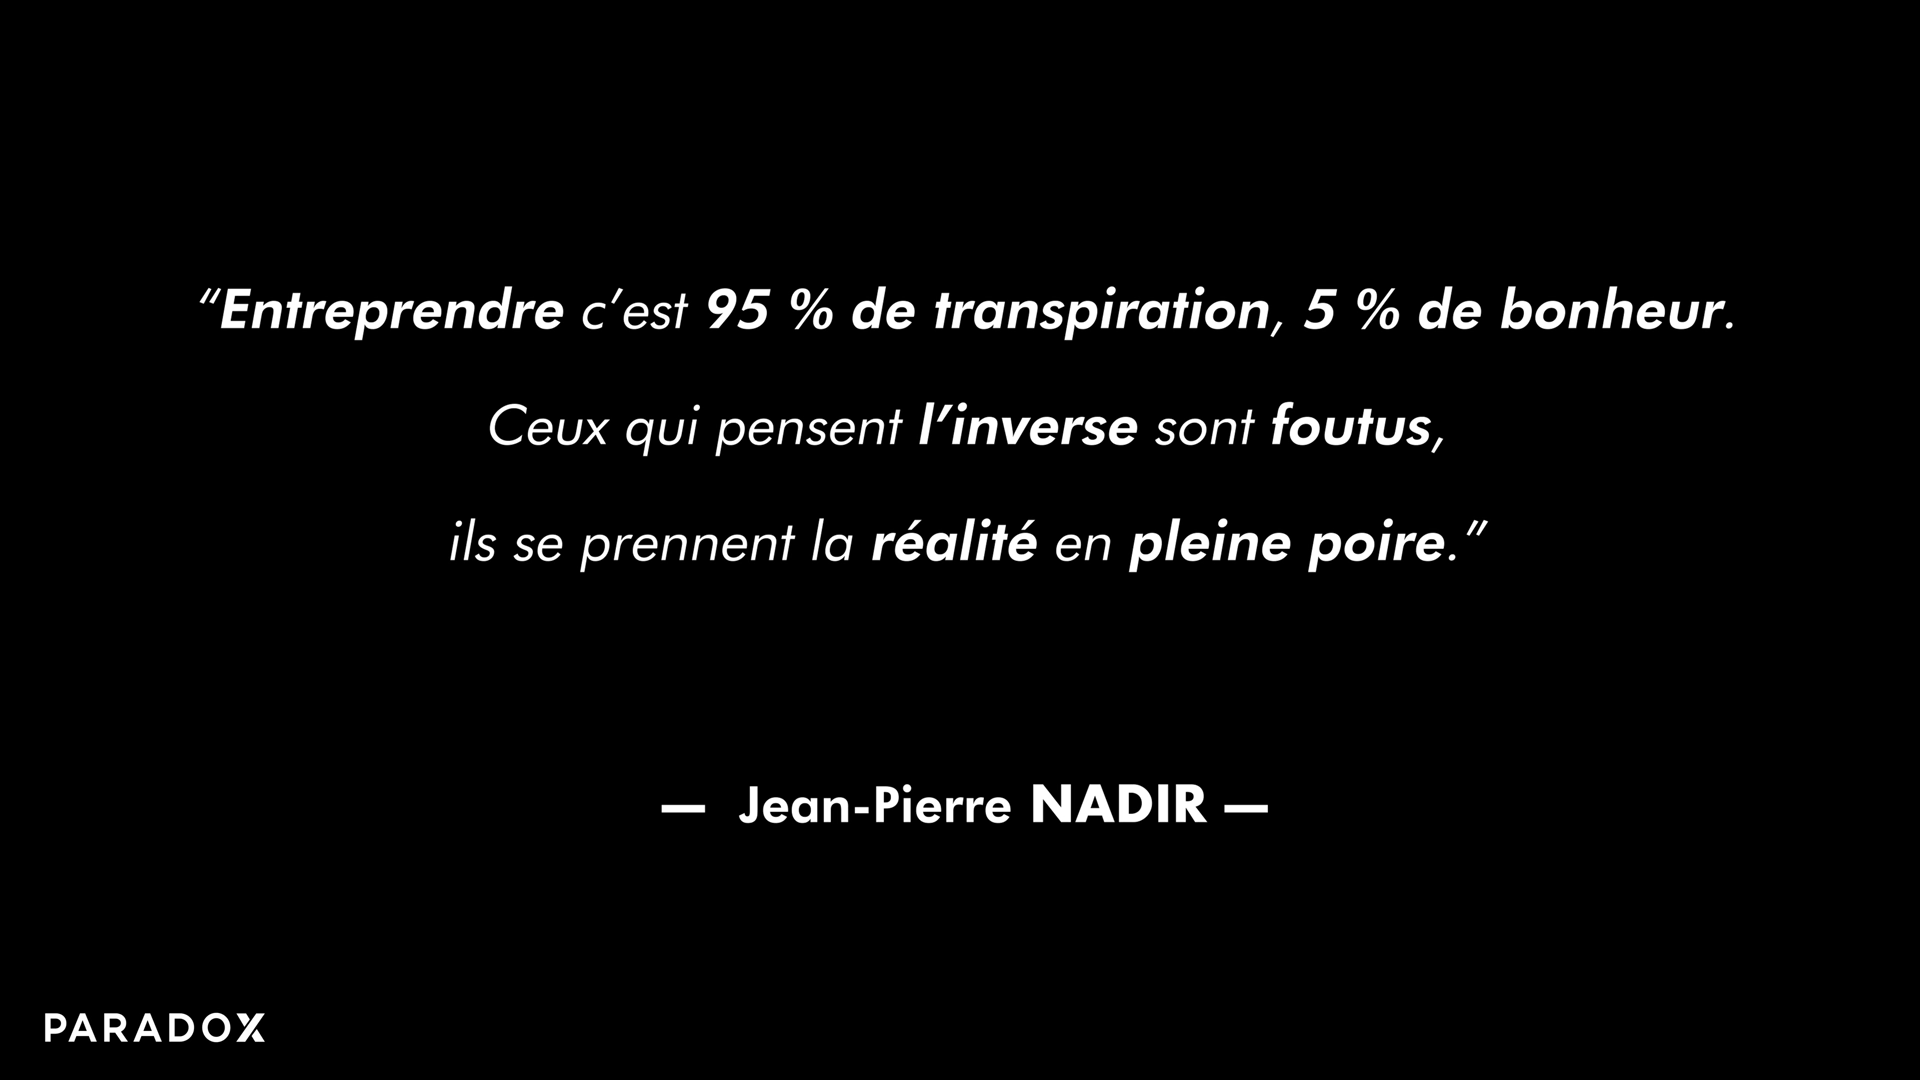 “Entreprendre c’est 95 % de transpiration, 5 % de bonheur.
Ceux qui pensent l’inverse sont foutus,
ils se prennent la réalité en pleine poire.”
— Jean-Pierre NADIR —
PARADOX